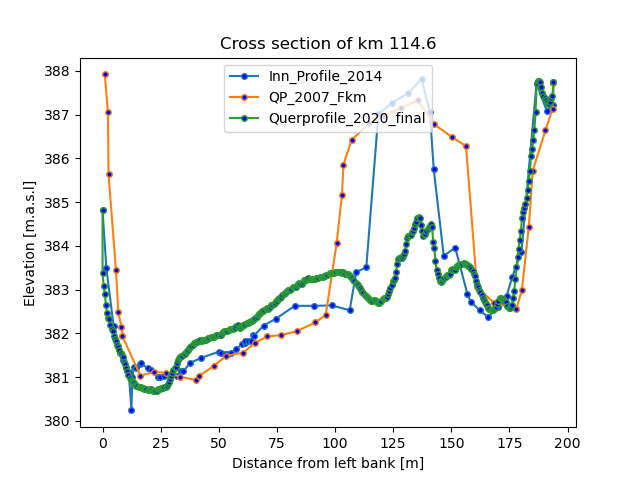 Cross section of km 114.6
Inn_Profile_2014
QP_2007_Fkm
Querprofile_2020_final
388
387
386
385
384
383
382
381
380
Elevation [m.a.s.l]
0 25 50 75 100 125 150 175 200
Distance from left bank [m]